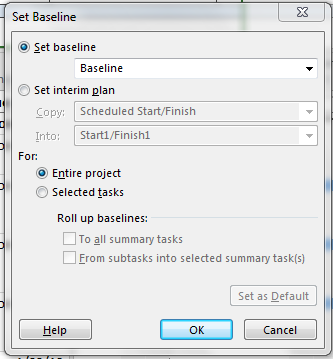 Set Baseline
Set baseline
Baseline
Set interim plan
Copy: Scheduled Start/Finish
Into: Start1/Finish1
For:
Entire project
Selected tasks
Roll up baselines:
To all summary tasks
From subtasks into selected summary task(s)
Set as Default
Help OK Cancel